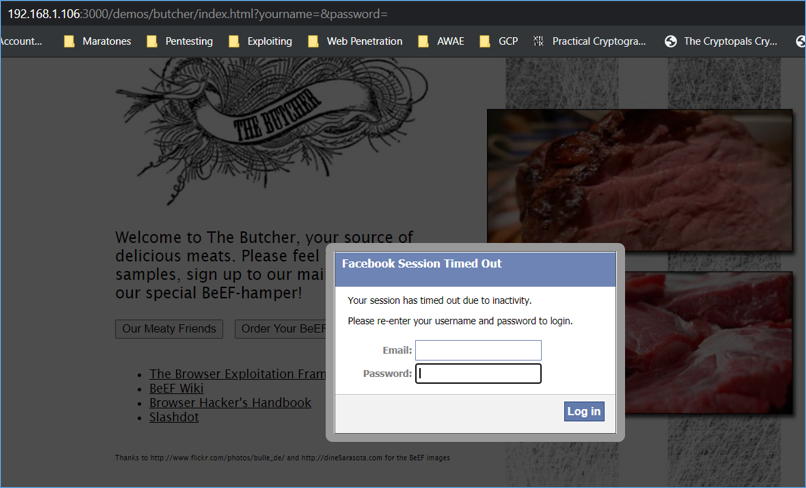 192.168.1.106:3000/demos/butcher/index.html?yourname=&password=
Account... Maratones Pentesting Exploiting Web Penetration AWAE GCP Practical Cryptogra... The Cryptopals Cry...
THE BUTCHER
Welcome to The Butcher, your source of
delicious meats. Please feel
samples, sign up to our mai
our special BeEF-hamper!
Our Meaty Friends Order Your BeEF
The Browser Exploitation Fram
BeEF Wiki
Browser Hacker's Handbook
Slashdot
Thanks to http://www.flickr.com/photos/bulle_de/ and http://dineSarasota.com for the BeEF images
Facebook Session Timed Out
Your session has timed out due to inactivity.
Please re-enter your username and password to login.
Email:
Password:
Log in